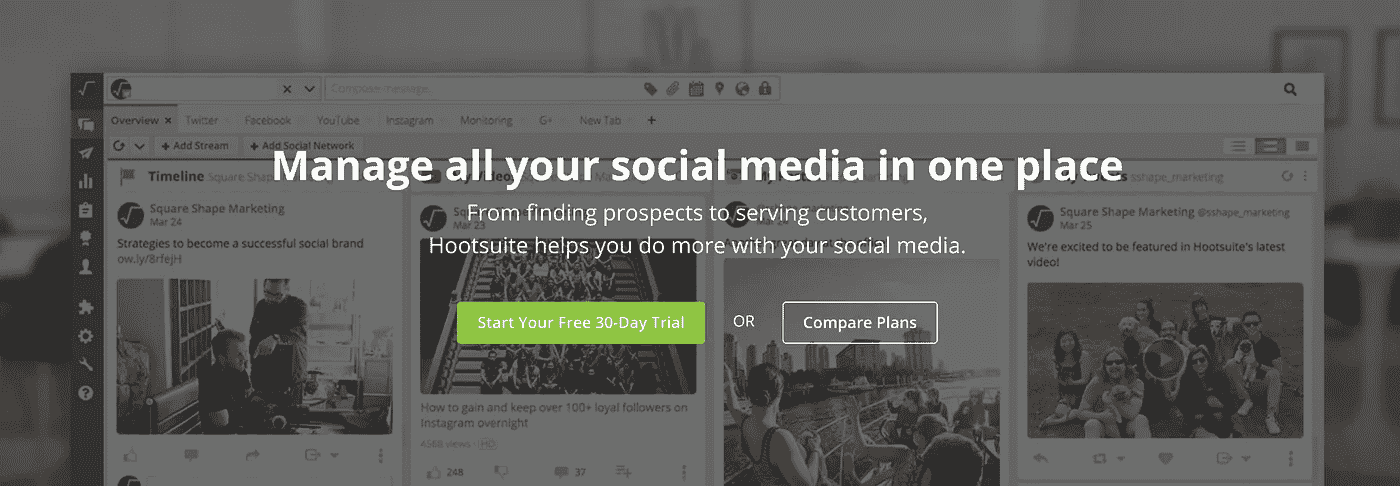 Compose message...
Overview
Twitter
Facebook
YouTube
Instagram
Monitoring
G+
New Tab
+ Add Stream
+ Add Social Network
Manage all your social media in one place
Timeline Square
sshape_marketing
From finding prospects to serving customers,
Hootsuite helps you do more with your social media.
Square Shape Marketing
Mar 24
Strategies to become a successful social brand
ow.ly/8rfejH
Mar 23
Square Shape Marketing @sshape_marketing
Mar 25
We're excited to be featured in Hootsuite's latest
video!
Start Your Free 30-Day Trial
OR
Compare Plans
How to gain and keep over 100+ loyal followers on
Instagram overnight
views · HD
248
37